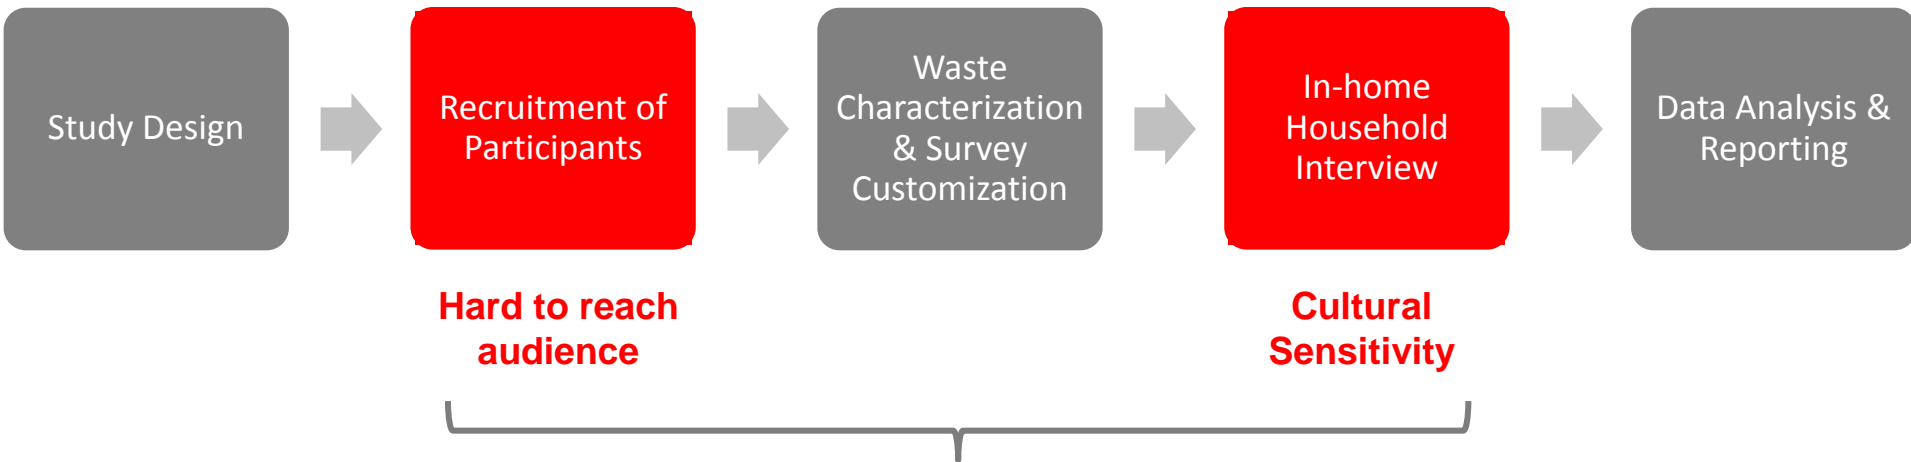 Study Design
Recruitment of
Participants
Waste
Characterization
& Survey
Customization
In-home
Household
Interview
Data Analysis &
Reporting
Hard to reach
audience
Cultural
Sensitivity